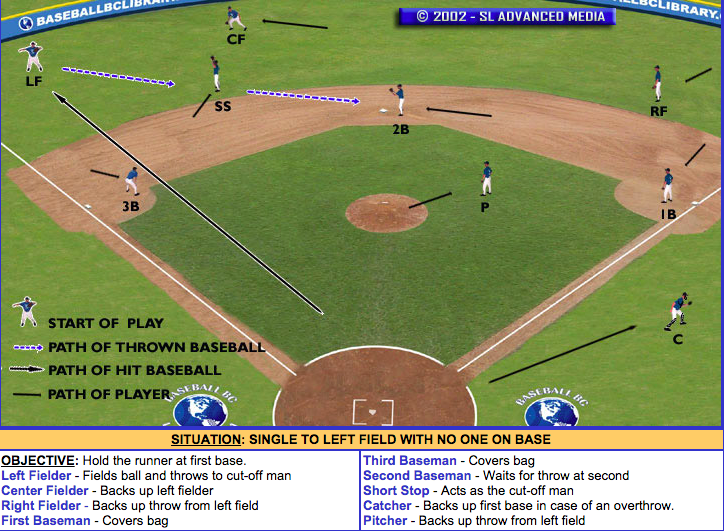 BASEBALLBCLIBRARY.
© 2002 - SL ADVANCED MEDIA
ALLBCLIBRARY.C
CF
LF
SS
RF
2B
3B
P
1B
C
START OF PLAY
PATH OF THROWN BASEBALL
PATH OF HIT BASEBALL
PATH OF PLAYER
BASEBALL BC
BASEBALL BC
SITUATION: SINGLE TO LEFT FIELD WITH NO ONE ON BASE
OBJECTIVE: Hold the runner at first base.
Left Fielder - Fields ball and throws to cut-off man
Center Fielder - Backs up left fielder
Right Fielder - Backs up throw from left field
First Baseman - Covers bag
Third Baseman - Covers bag
Second Baseman - Waits for throw at second
Short Stop - Acts as the cut-off man
Catcher - Backs up first base in case of an overthrow.
Pitcher - Backs up throw from left field